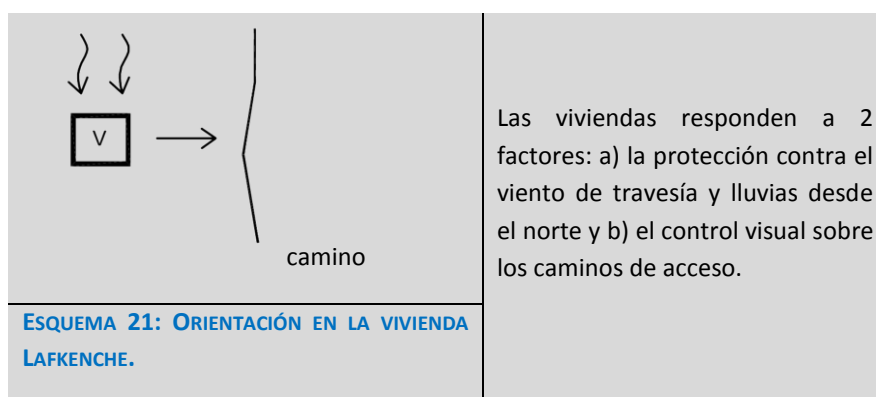 V
camino
ESQUEMA 21: ORIENTACIÓN EN LA VIVIENDA
LAFKENCHE.
Las viviendas responden a 2
factores: a) la protección contra el
viento de travesía y lluvias desde
el norte y b) el control visual sobre
los caminos de acceso.